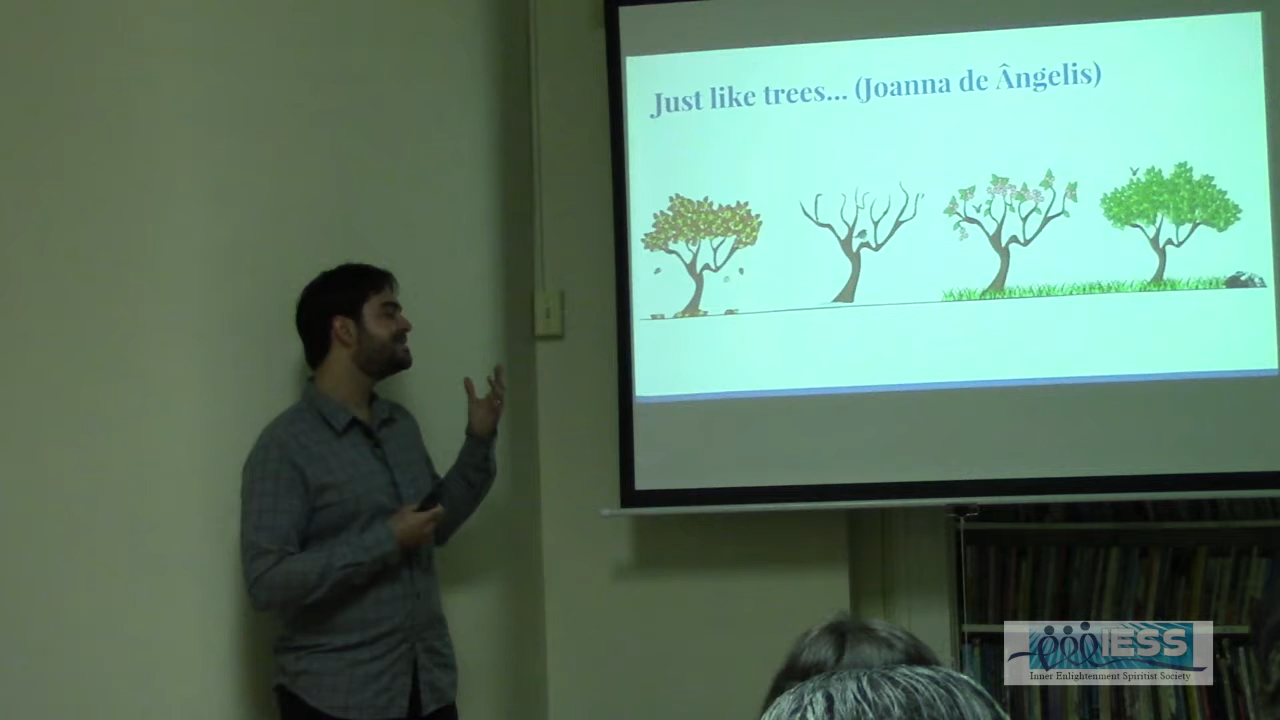 Just like trees... (Joanna de Ângelis)
IESS
Inner Enlightenment Spiritist Society